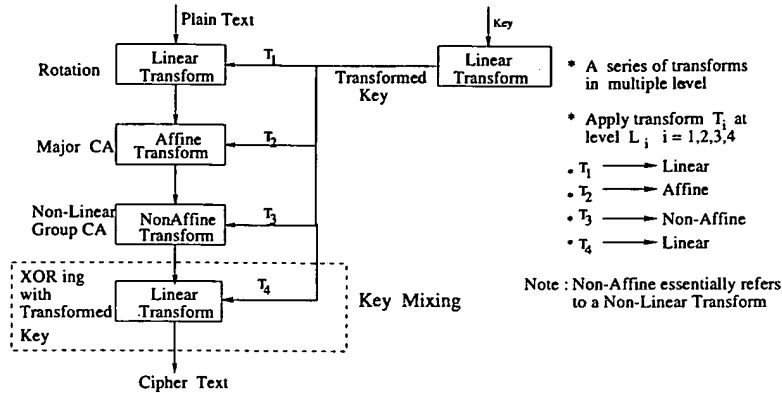 Plain Text
Key
Rotation
Linear
Transform
T1
Transformed
Key
Linear
Transform
Major CA
Affine
Transform
T2
Non-Linear
Group CA
NonAffine
Transform
T3
XOR ing
with
Transformed
Key
Linear
Transform
T4
Key Mixing
Cipher Text
* A series of transforms
in multiple level
* Apply transform Ti at
level Li i = 1,2,3,4
* T1 → Linear
* T2 → Affine
* T3 → Non-Affine
* T4 → Linear
Note : Non-Affine essentially refers
to a Non-Linear Transform